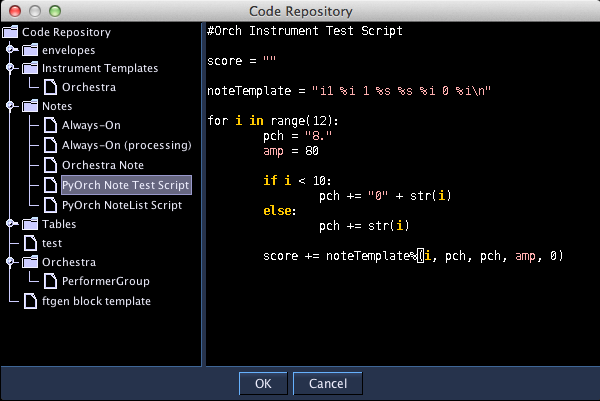 Code Repository
Code Repository
envelopes
Instrument Templates
Orchestra
Notes
Always-On
Always-On (processing)
Orchestra Note
PyOrch Note Test Script
PyOrch NoteList Script
Tables
test
Orchestra
PerformerGroup
ftgen block template
#Orch Instrument Test Script
score = ""
noteTemplate = "i1 %i 1 %s %s %i 0 %i\n"
for i in range(12):
pch = "8."
amp = 80
if i < 10:
pch += "0" + str(i)
else:
pch += str(i)
score += noteTemplate%(i, pch, pch, amp, 0)
OK
Cancel